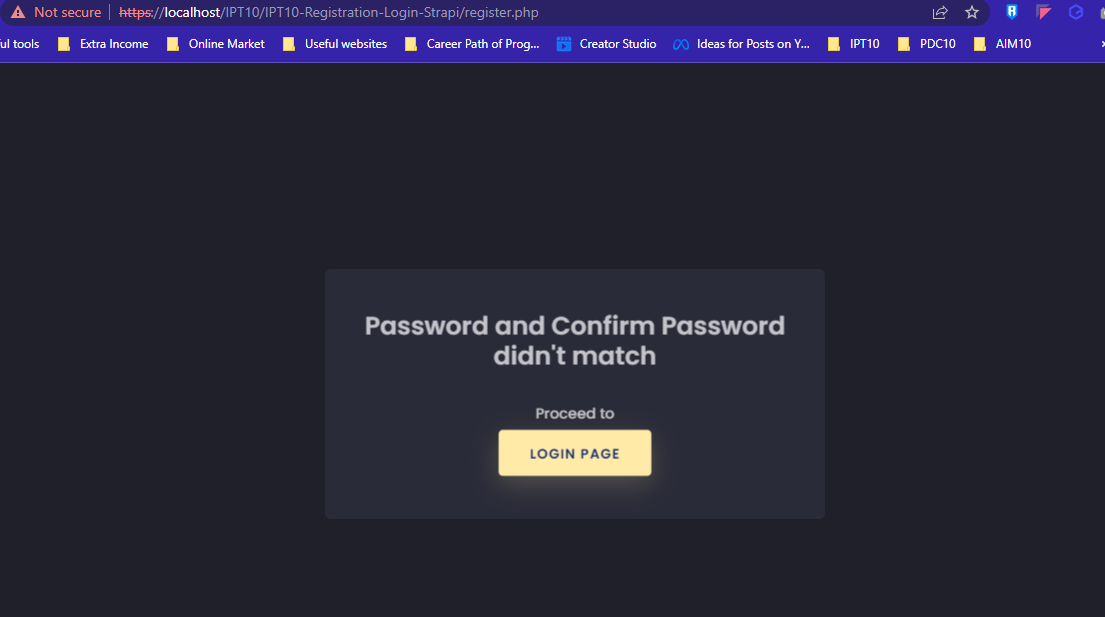 Not secure | https://localhost/IPT10/IPT10-Registration-Login-Strapi/register.php
ul tools Extra Income Online Market Useful websites Career Path of Prog... Creator Studio Ideas for Posts on Y... IPT10 PDC10 AIM10
Password and Confirm Password
didn't match
Proceed to
LOGIN PAGE